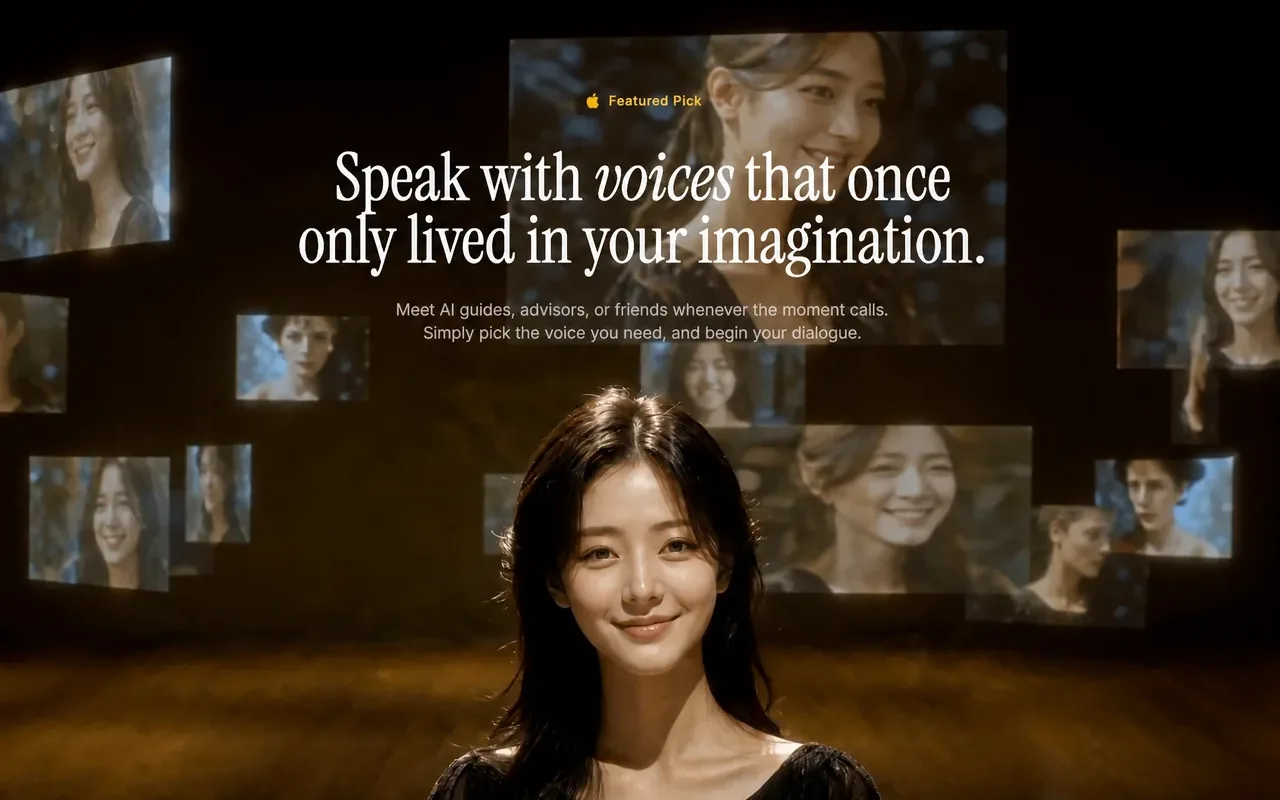 Featured Pick
Speak with voices that once
only lived in your imagination.
Meet AI guides, advisors, or friends whenever the moment calls.
Simply pick the voice you need, and begin your dialogue.